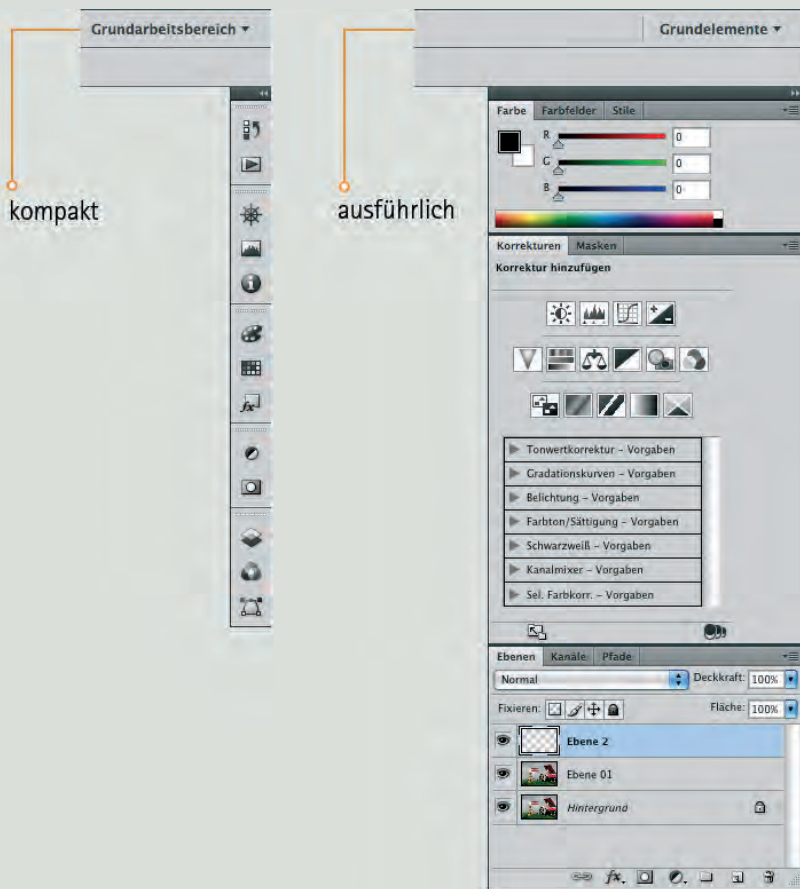 Grundarbeitsbereich
Grundelemente
kompakt
ausführlich
Farbe Farbfelder Stile
R 0
G 0
B 0
Korrekturen Masken
Korrektur hinzufügen
Tonwertkorrektur – Vorgaben
Gradationskurven – Vorgaben
Belichtung – Vorgaben
Farbton/Sättigung – Vorgaben
Schwarzweiß – Vorgaben
Kanalmixer – Vorgaben
Sel. Farbkorr. – Vorgaben
Ebenen Kanäle Pfade
Normal Deckkraft: 100%
Fixieren: Fläche: 100%
Ebene 2
Ebene 01
Hintergrund
fx.